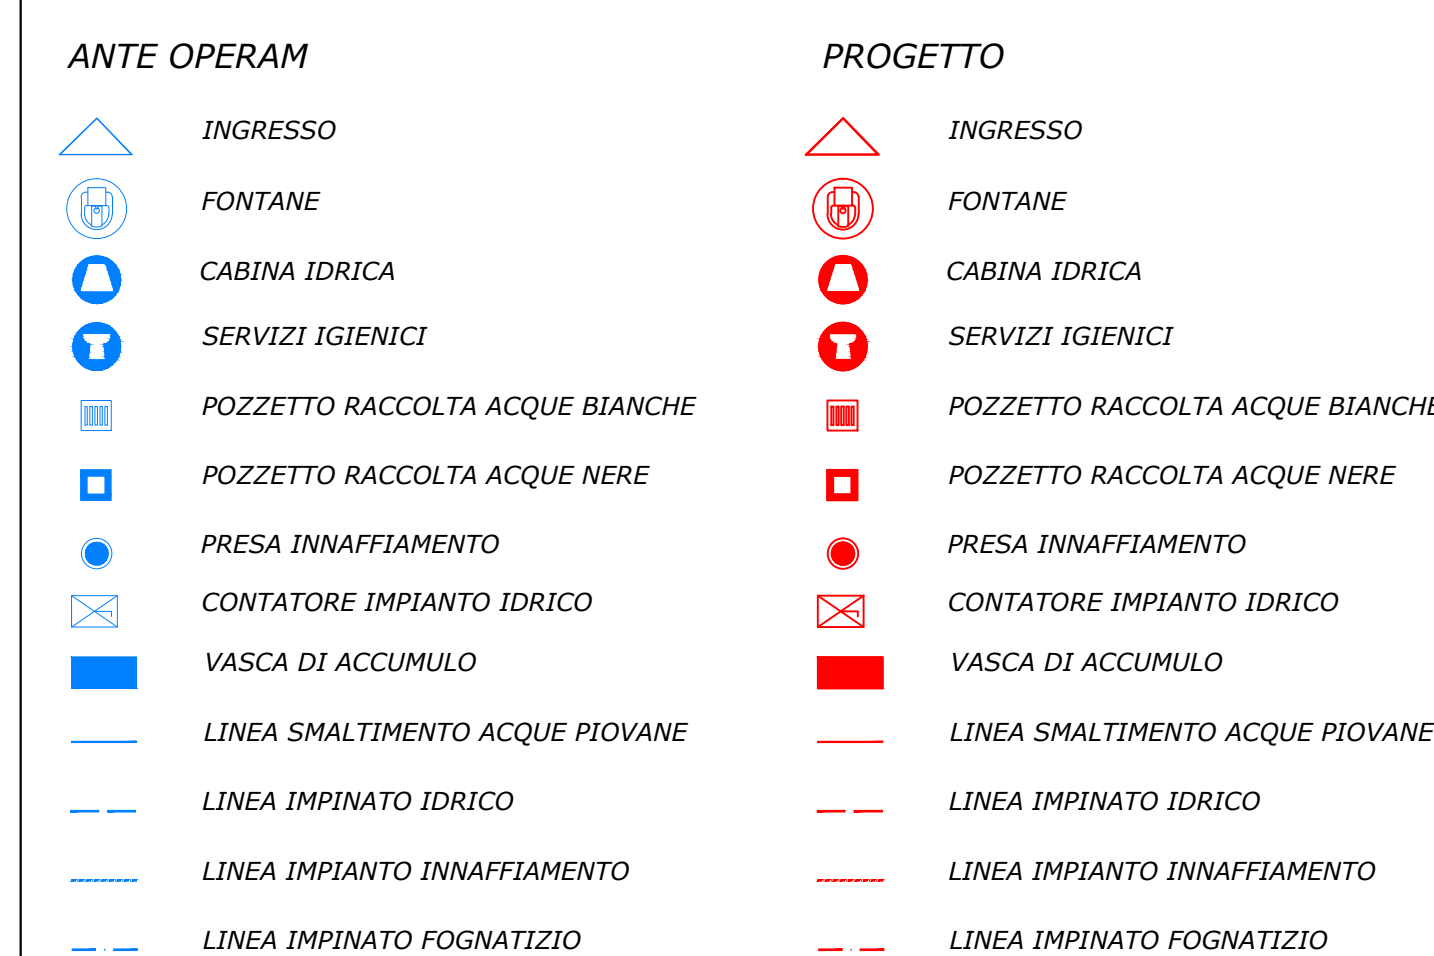 ANTE OPERAM
INGRESSO
FONTANE
CABINA IDRICA
SERVIZI IGIENICI
POZZETTO RACCOLTA ACQUE BIANCHE
POZZETTO RACCOLTA ACQUE NERE
PRESA INNAFFIAMENTO
CONTATORE IMPIANTO IDRICO
VASCA DI ACCUMULO
LINEA SMALTIMENTO ACQUE PIOVANE
LINEA IMPINATO IDRICO
LINEA IMPIANTO INNAFFIAMENTO
LINEA IMPINATO FOGNATIZIO
PROGETTO
INGRESSO
FONTANE
CABINA IDRICA
SERVIZI IGIENICI
POZZETTO RACCOLTA ACQUE BIANCHE
POZZETTO RACCOLTA ACQUE NERE
PRESA INNAFFIAMENTO
CONTATORE IMPIANTO IDRICO
VASCA DI ACCUMULO
LINEA SMALTIMENTO ACQUE PIOVANE
LINEA IMPINATO IDRICO
LINEA IMPIANTO INNAFFIAMENTO
LINEA IMPINATO FOGNATIZIO